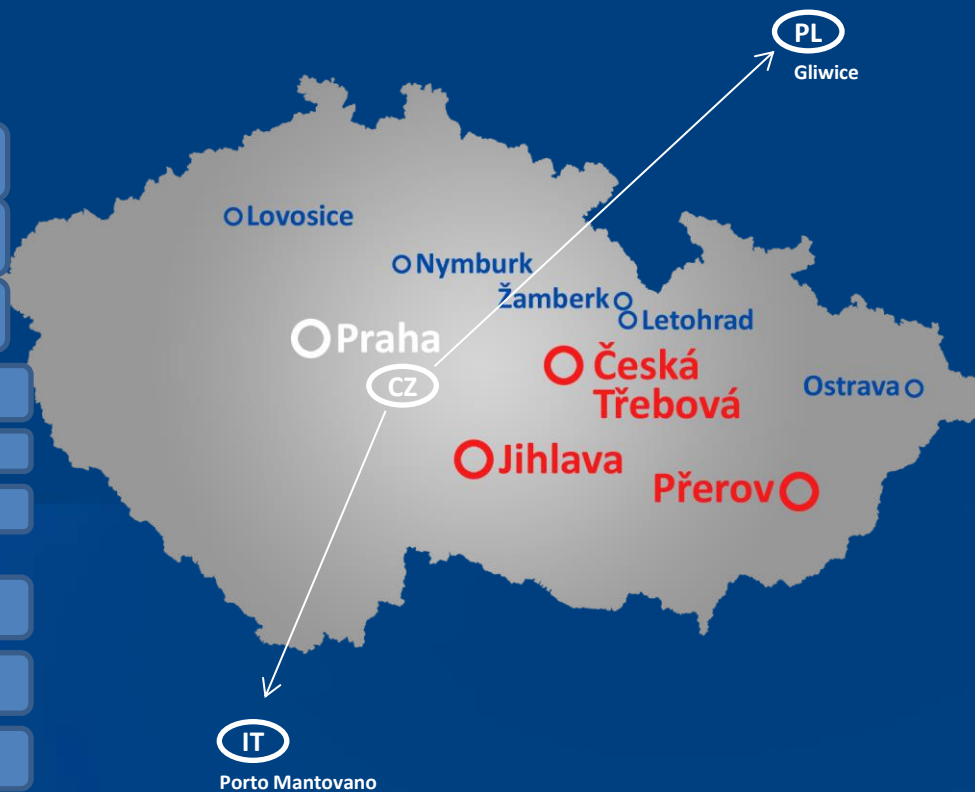 PL
Gliwice
Lovosice
Nymburk
Žamberk
Letohrad
Praha
CZ
Česká
Třebová
Ostrava
Jihlava
Přerov
IT
Porto Mantovano